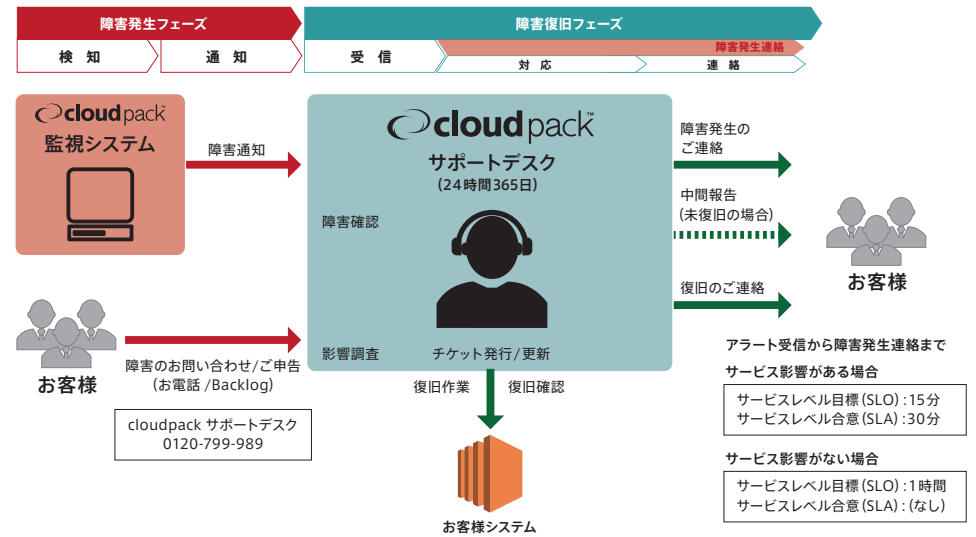 障害発生フェーズ
障害復旧フェーズ
検 知
通 知
受 信
障害発生連絡
対 応
連 絡
cloudpack™
監視システム
障害通知
cloudpack™
サポートデスク
(24時間365日)
障害確認
影響調査
チケット発行/更新
お客様
障害のお問い合わせ/ご申告
(お電話/Backlog)
cloudpack サポートデスク
0120-799-989
復旧作業
復旧確認
お客様システム
障害発生の
ご連絡
中間報告
(未復旧の場合)
復旧のご連絡
お客様
アラート受信から障害発生連絡まで
サービス影響がある場合
サービスレベル目標(SLO):15分
サービスレベル合意(SLA):30分
サービス影響がない場合
サービスレベル目標(SLO):1時間
サービスレベル合意(SLA):(なし)